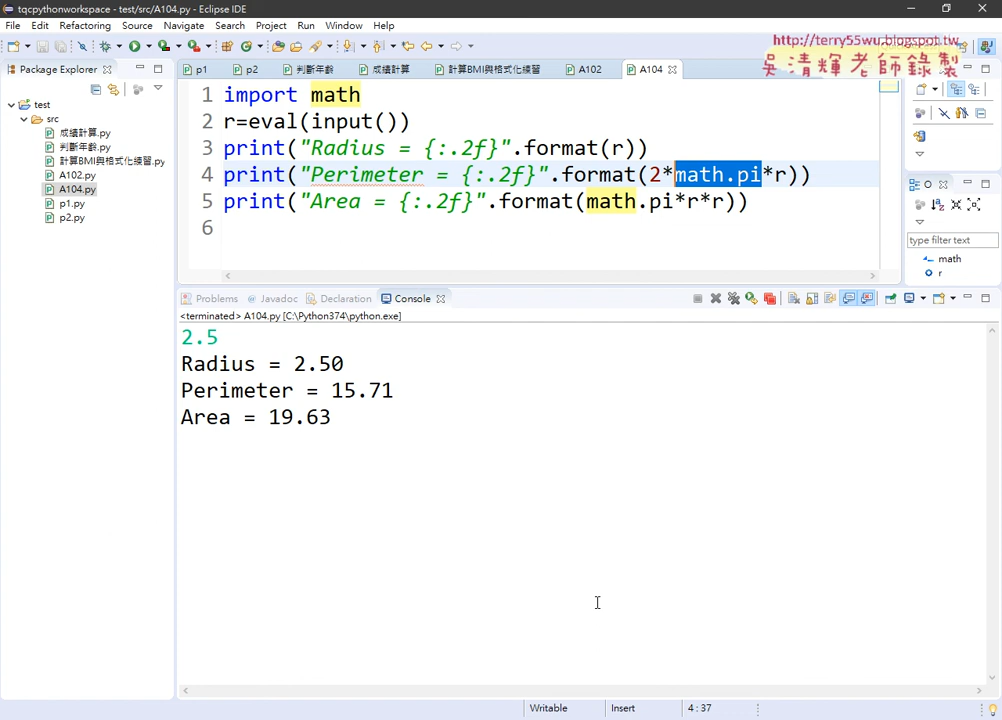 tqcpythonworkspace - test/src/A104.py - Eclipse IDE
File Edit Refactoring Source Navigate Search Project Run Window Help
http://terry55wu.blogspot.tw
吳清輝老師錄製
Package Explorer
p1 p2 判斷年齡 成績計算 計算BMI與格式化練習 A102 A104
test
src
成績計算.py
判斷年齡.py
計算BMI與格式化練習.py
A102.py
A104.py
p1.py
p2.py
1 import math
2 r=eval(input())
3 print("Radius = {:.2f}".format(r))
4 print("Perimeter = {:.2f}".format(2*math.pi*r))
5 print("Area = {:.2f}".format(math.pi*r*r))
6
O
type filter text
math
r
Problems Javadoc Declaration Console
<terminated> A104.py [C:\Python374\python.exe]
2.5
Radius = 2.50
Perimeter = 15.71
Area = 19.63
Writable Insert 4 : 37